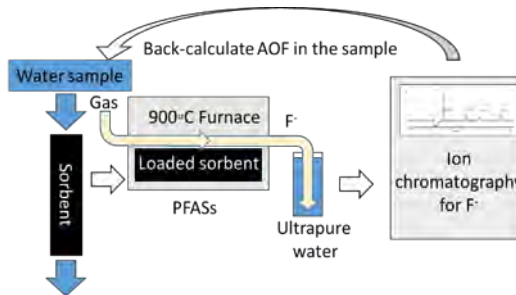 Back-calculate AOF in the sample
Water sample
Gas
900°C Furnace
F-
Sorbent
Loaded sorbent
PFASs
Ultrapure
water
Ion
chromatography
for F-